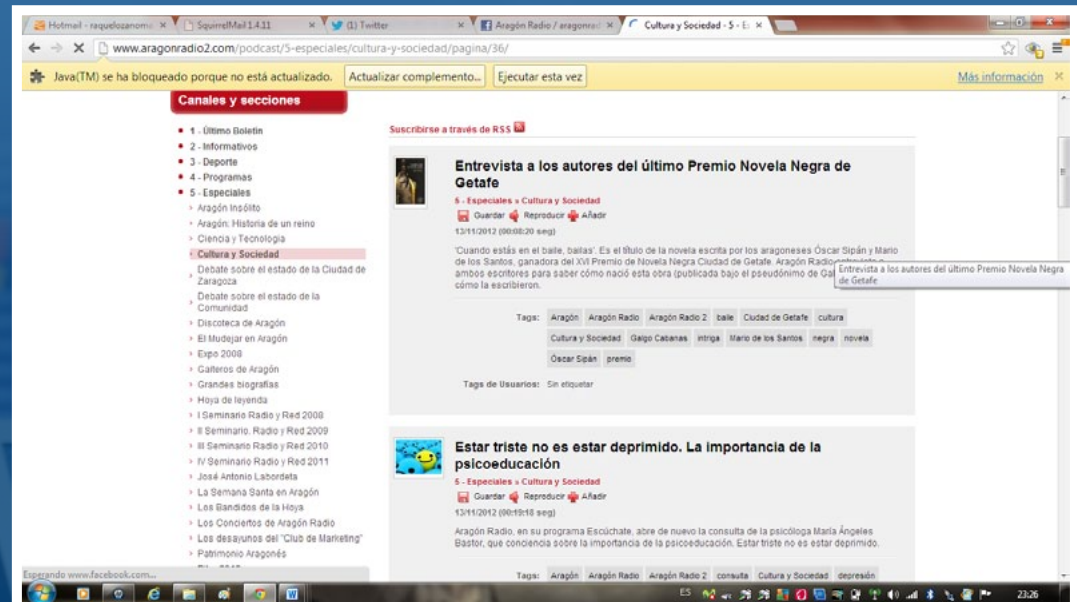 Hotmail - raquelozanoma
SquirrelMail 1.4.11
(1) Twitter
Aragón Radio / aragonrad
Cultura y Sociedad - 5 - Es
www.aragonradio2.com/podcast/5-especiales/cultura-y-sociedad/pagina/36/
Java(TM) se ha bloqueado porque no está actualizado. Actualizar complemento... Ejecutar esta vez Más información
Canales y secciones
1 - Último Boletín
2 - Informativos
3 - Deporte
4 - Programas
5 - Especiales
Aragón Insólito
Aragón: Historia de un reino
Ciencia y Tecnología
Cultura y Sociedad
Debate sobre el estado de la Ciudad de
Zaragoza
Debate sobre el estado de la
Comunidad
Discoteca de Aragón
El Mudejar en Aragón
Expo 2008
Gaiteros de Aragón
Grandes biografías
Hoya de leyenda
I Seminario Radio y Red 2008
II Seminario. Radio y Red 2009
III Seminario Radio y Red 2010
IV Seminario Radio y Red 2011
José Antonio Labordeta
La Semana Santa en Aragón
Los Bandidos de la Hoya
Los Conciertos de Aragón Radio
Los desayunos del "Club de Marketing"
Patrimonio Aragonés
Suscribirse a través de RSS
Entrevista a los autores del último Premio Novela Negra de
Getafe
5 - Especiales » Cultura y Sociedad
Guardar Reproducir Añadir
13/11/2012 (00:08:20 seg)
'Cuando estás en el baile, bailas'. Es el título de la novela escrita por los aragoneses Óscar Sipán y Mario
de los Santos, ganadora del XVI Premio de Novela Negra Ciudad de Getafe. Aragón Radio
ambos escritores para saber cómo nació esta obra (publicada bajo el pseudónimo de
cómo la escribieron.
Entrevista a los autores del último Premio Novela Negra
de Getafe
Tags: Aragón Aragón Radio Aragón Radio 2 baile Ciudad de Getafe cultura
Cultura y Sociedad Galgo Cabanas intriga Mario de los Santos negra novela
Óscar Sipán premio
Tags de Usuarios: Sin etiquetar
Estar triste no es estar deprimido. La importancia de la
psicoeducación
5 - Especiales » Cultura y Sociedad
Guardar Reproducir Añadir
13/11/2012 (00:19:18 seg)
Aragón Radio, en su programa Escúchate, abre de nuevo la consulta de la psicóloga María Ángeles
Bastor, que conciencia sobre la importancia de la psicoeducación. Estar triste no es estar deprimido.
Tags: Aragón Aragón Radio Aragón Radio 2 consulta Cultura y Sociedad depresión
Esperando www.facebook.com...
ES 23:26